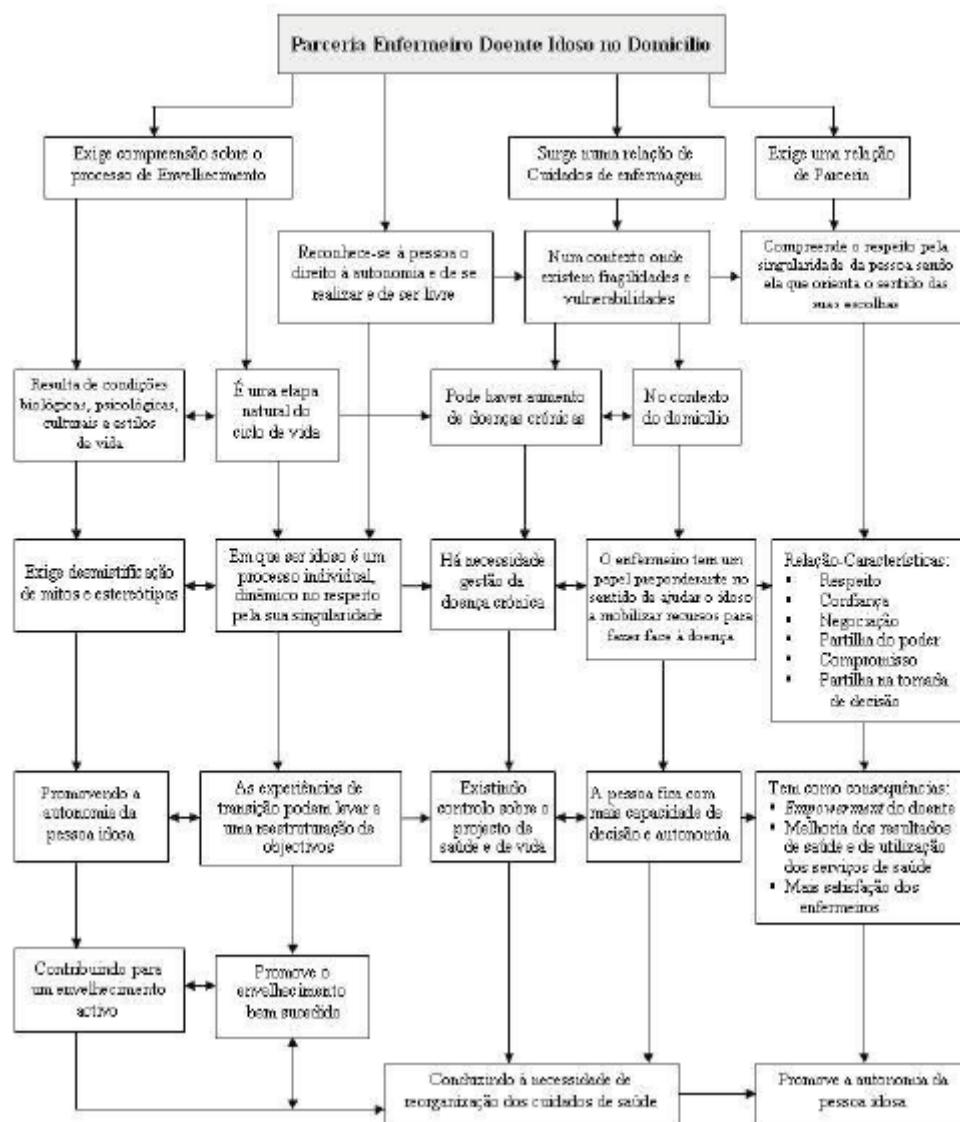 Parceria Enfermeiro Doente Idoso no Domicílio
Exige compreensão sobre o
processo de Envelhecimento
Surge numa relação de
Cuidados de enfermagem
Exige uma relação
de Parceria
Reconhece-se à pessoa o
direito à autonomia e de se
realizar e de ser livre
Num contexto onde
existem fragilidades e
vulnerabilidades
Compreende o respeito pela
singularidade da pessoa sendo
ela que orienta o sentido das
suas escolhas
Resulta de condições
biológicas, psicológicas,
culturais e estilos
de vida
É uma etapa
natural do
ciclo de vida
Pode haver aumento
de doenças crónicas
No contexto
do domicílio
Exige desmistificação
de mitos e estereótipos
Em que ser idoso é um
processo individual,
dinâmico no respeito
pela sua singularidade
Há necessidade
gestão da
doença crónica
O enfermeiro tem um
papel preponderante no
sentido de ajudar o idoso
a mobilizar recursos para
fazer face à doença
Relação-Características:
▪ Respeito
▪ Confiança
▪ Negociação
▪ Partilha do poder
▪ Compromisso
▪ Partilha na tomada
de decisão
Promovendo a
autonomia da
pessoa idosa
As experiências de
transição podem levar a
uma reestruturação de
objectivos
Existindo
controlo sobre o
projecto de
saúde e de vida
A pessoa fica com
mais capacidade de
decisão e autonomia
Tem como consequências:
• Empowerment do doente
• Melhoria dos resultados
de saúde e de utilização
dos serviços de saúde
• Mais satisfação dos
enfermeiros
Contribuindo para
um envelhecimento
activo
Promove o
envelhecimento
bem sucedido
Conduzindo à necessidade de
reorganização dos cuidados de saúde
Promove a autonomia da
pessoa idosa